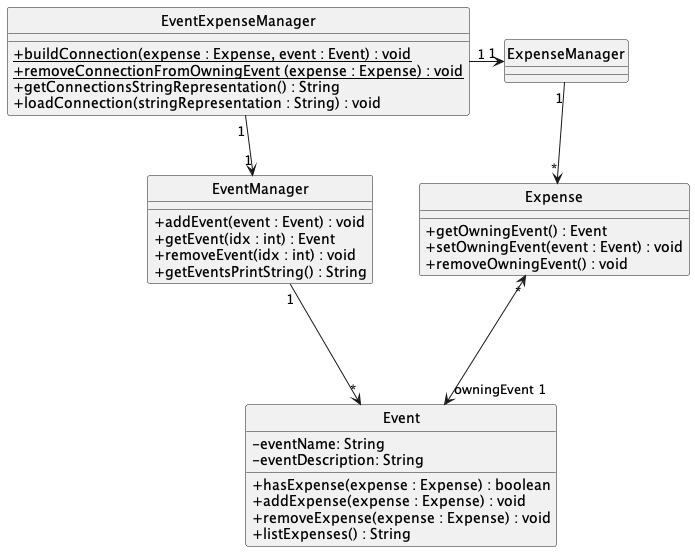 EventExpenseManager
+buildConnection(expense : Expense, event : Event) : void
+removeConnectionFromOwningEvent (expense : Expense) : void
+getConnectionsStringRepresentation() : String
+loadConnection(stringRepresentation : String) : void
1 1
ExpenseManager
1
1
1
*
EventManager
+addEvent(event : Event) : void
+getEvent(idx : int) : Event
+removeEvent(idx : int) : void
+getEventsPrintString() : String
Expense
+getOwningEvent() : Event
+setOwningEvent(event : Event) : void
+removeOwningEvent() : void
1
*
*
owningEvent 1
Event
-eventName: String
-eventDescription: String
+hasExpense(expense : Expense) : boolean
+addExpense(expense : Expense) : void
+removeExpense(expense : Expense) : void
+listExpenses() : String